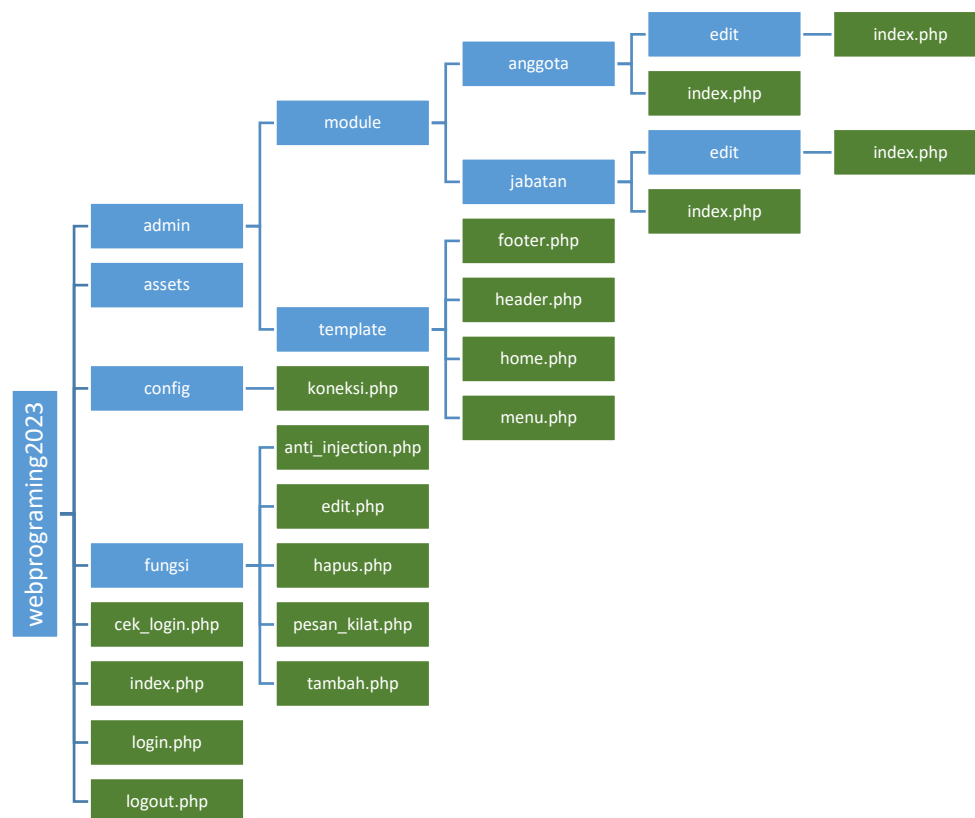 webprograming2023
admin
module
anggota
edit
index.php
index.php
jabatan
edit
index.php
index.php
template
footer.php
header.php
home.php
menu.php
assets
config
koneksi.php
fungsi
anti_injection.php
edit.php
hapus.php
pesan_kilat.php
tambah.php
cek_login.php
index.php
login.php
logout.php